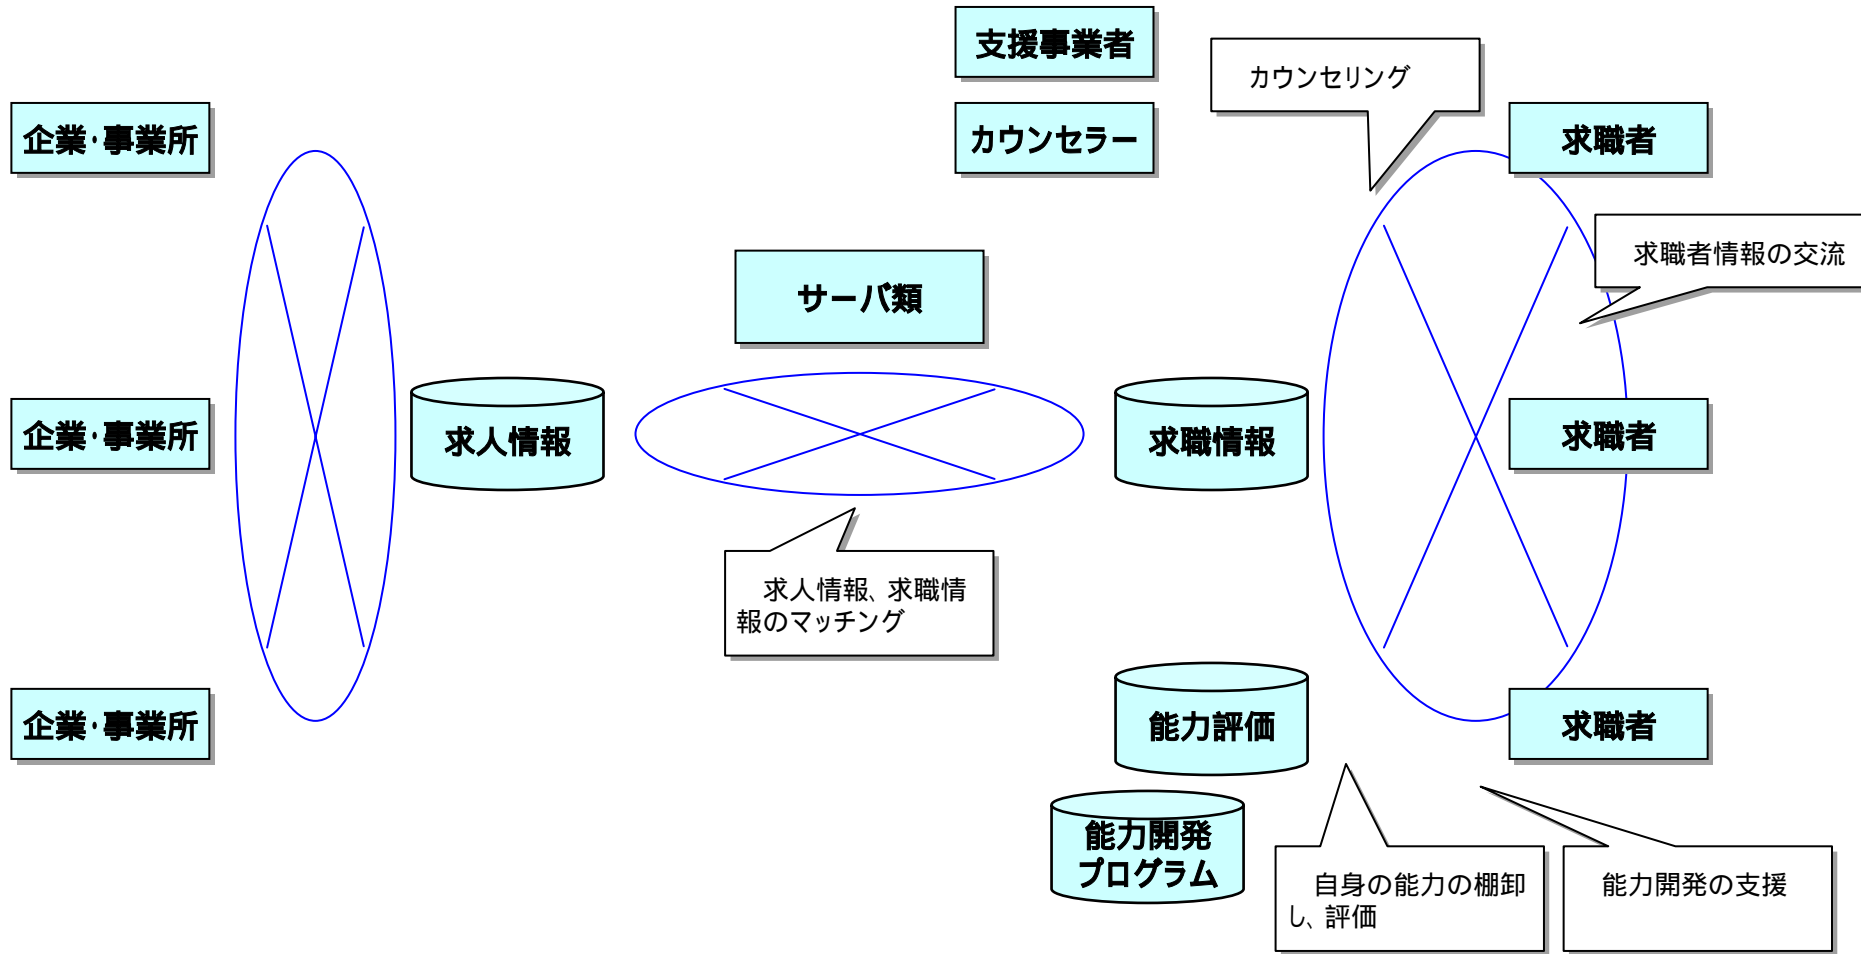 支援事業者
カウンセリング
企業・事業所
カウンセラー
求職者
求職者情報の交流
サーバ類
企業・事業所
求人情報
求職情報
求職者
求人情報、求職情
報のマッチング
企業・事業所
能力評価
求職者
能力開発
プログラム
自身の能力の棚卸
し、評価
能力開発の支援